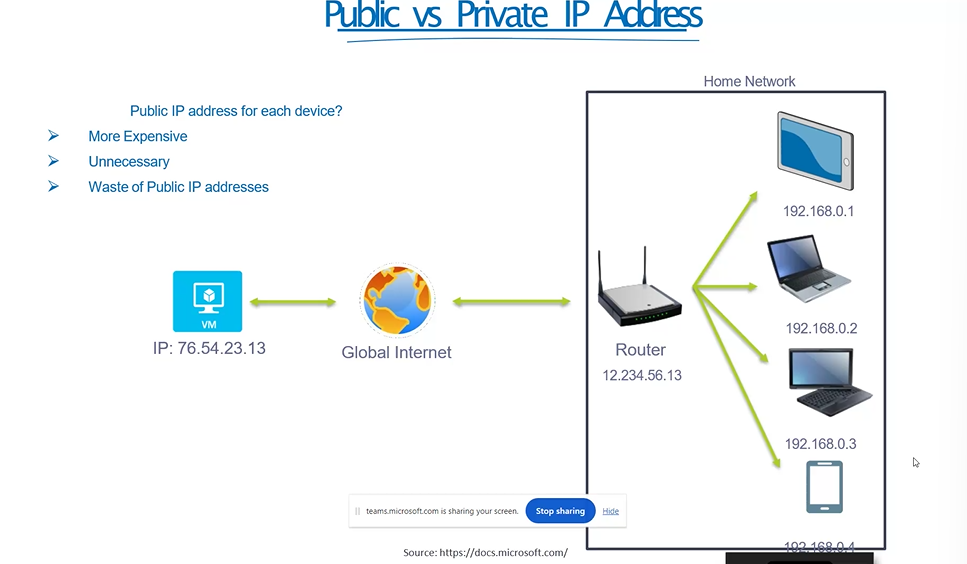 Public vs Private IP Address
Home Network
Public IP address for each device?
More Expensive
Unnecessary
Waste of Public IP addresses
192.168.0.1
192.168.0.2
VM
IP: 76.54.23.13
Global Internet
Router
12.234.56.13
192.168.0.3
teams.microsoft.com is sharing your screen.
Stop sharing
Hide
192.168.0.4
Source: https://docs.microsoft.com/